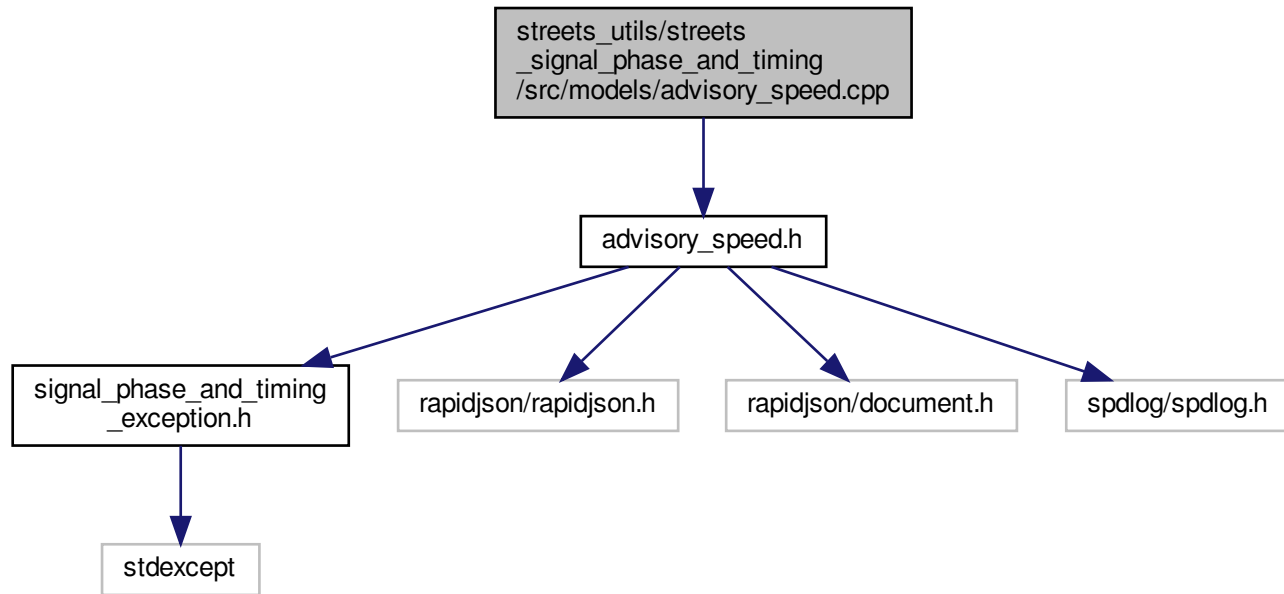 streets_utils/streets
_signal_phase_and_timing
/src/models/advisory_speed.cpp
advisory_speed.h
signal_phase_and_timing
_exception.h
rapidjson/rapidjson.h
rapidjson/document.h
spdlog/spdlog.h
stdexcept